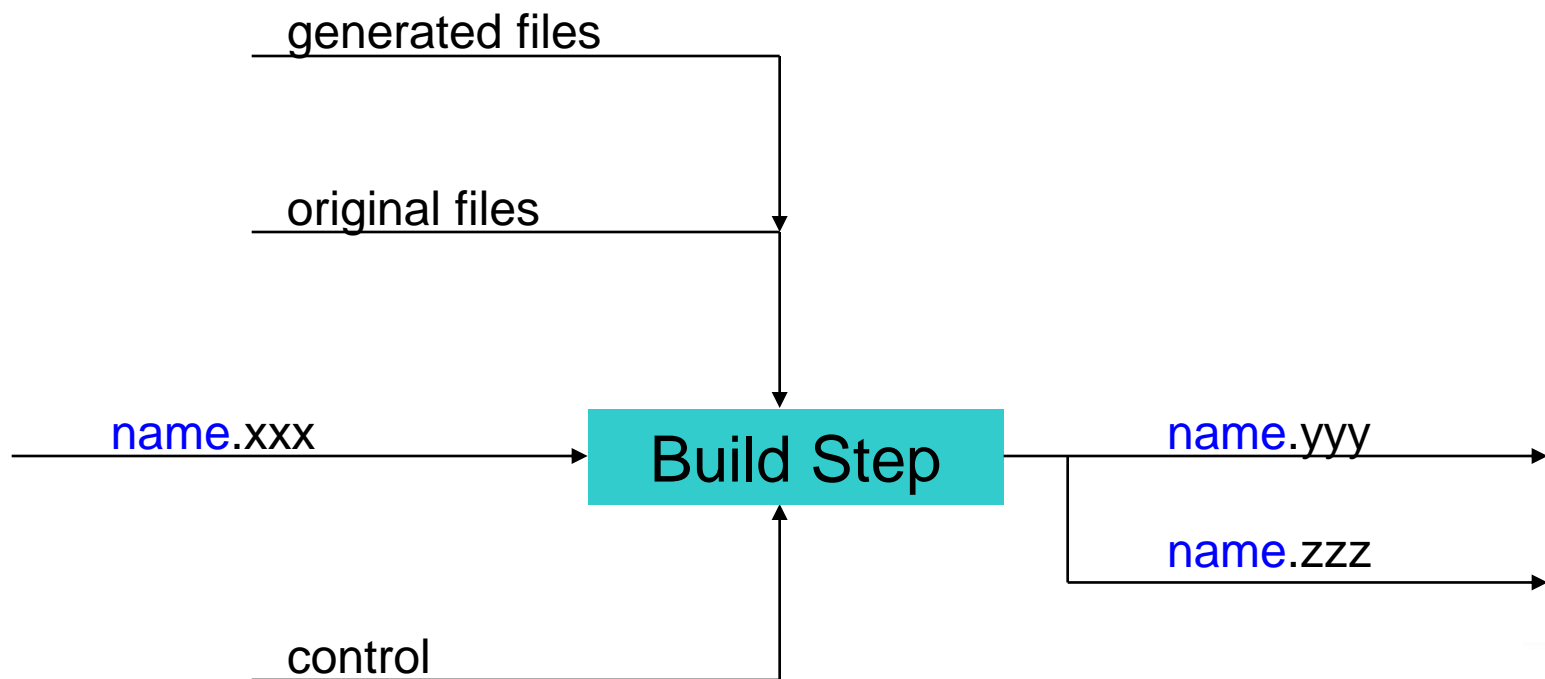 generated files
original files
name.xxx
Build Step
name.yyy
name.zzz
control